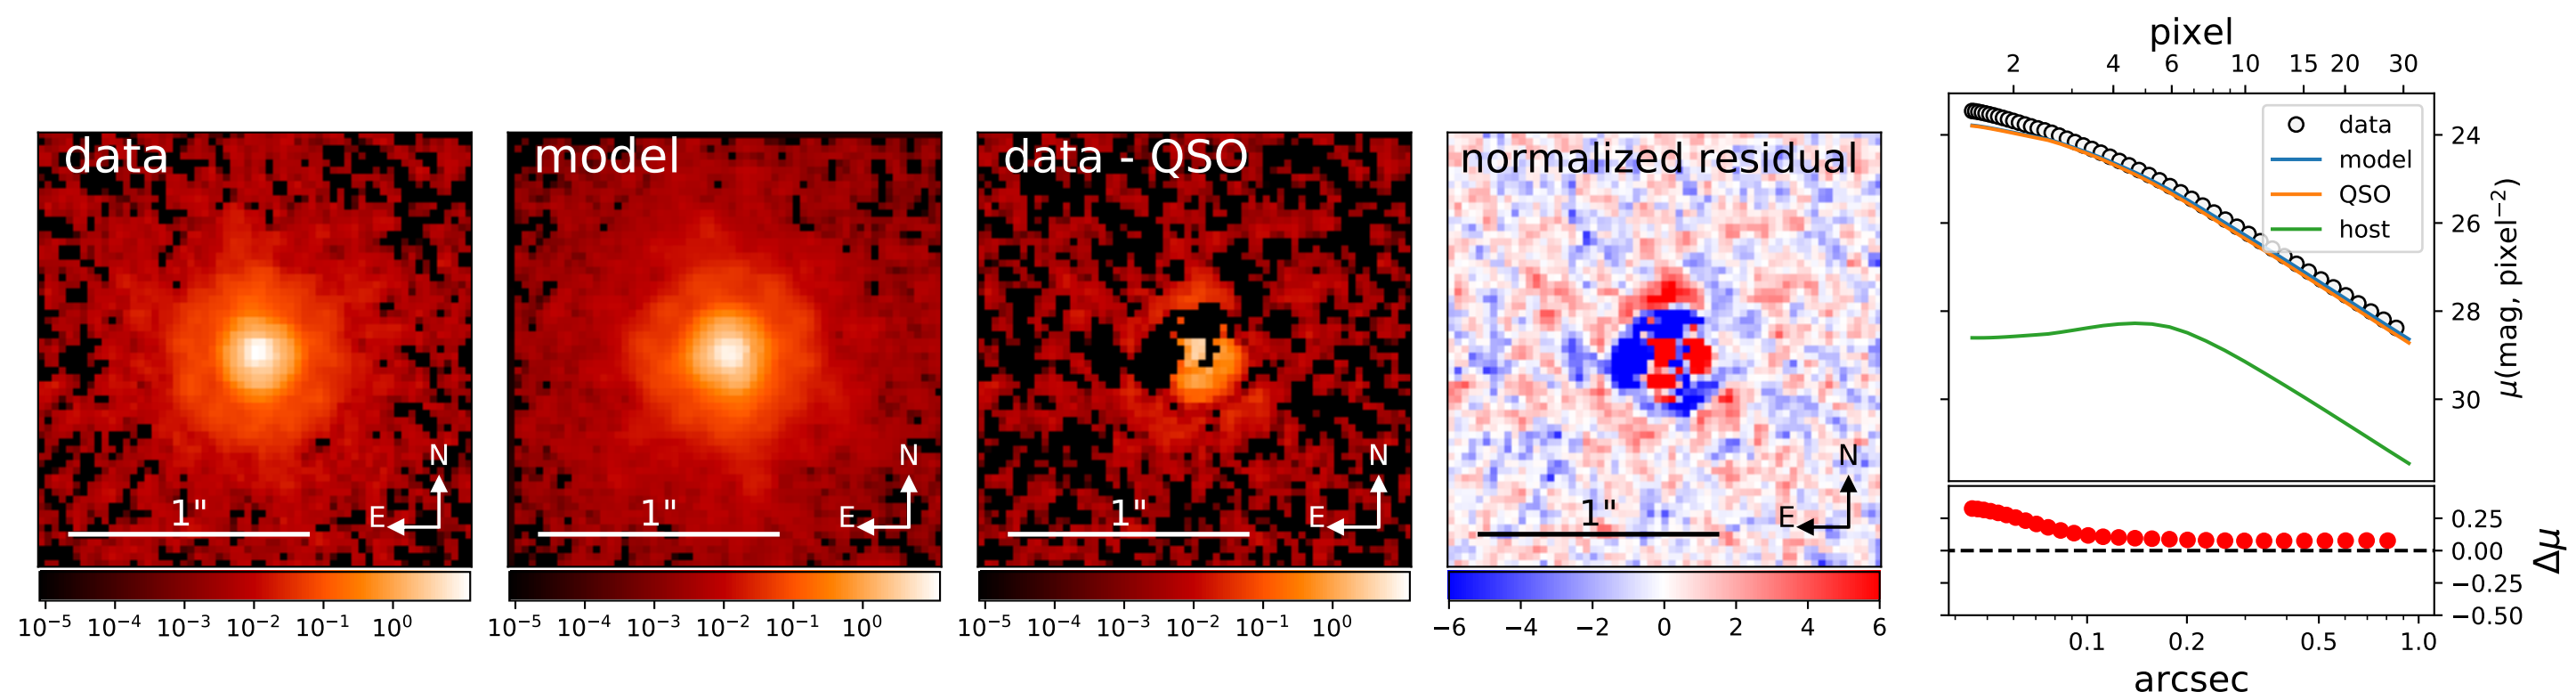 data
1"
N
E
10⁻⁵ 10⁻⁴ 10⁻³ 10⁻² 10⁻¹ 10⁰
model
1"
N
E
10⁻⁵ 10⁻⁴ 10⁻³ 10⁻² 10⁻¹ 10⁰
data - QSO
1"
N
E
10⁻⁵ 10⁻⁴ 10⁻³ 10⁻² 10⁻¹ 10⁰
normalized residual
1"
N
E
−6 −4 −2 0 2 4 6
pixel
2 4 6 10 15 20 30
data
model
QSO
host
24
26
28
30
μ(mag, pixel⁻²)
0.25
0.00
−0.25
−0.50
Δμ
0.1 0.2 0.5 1.0
arcsec